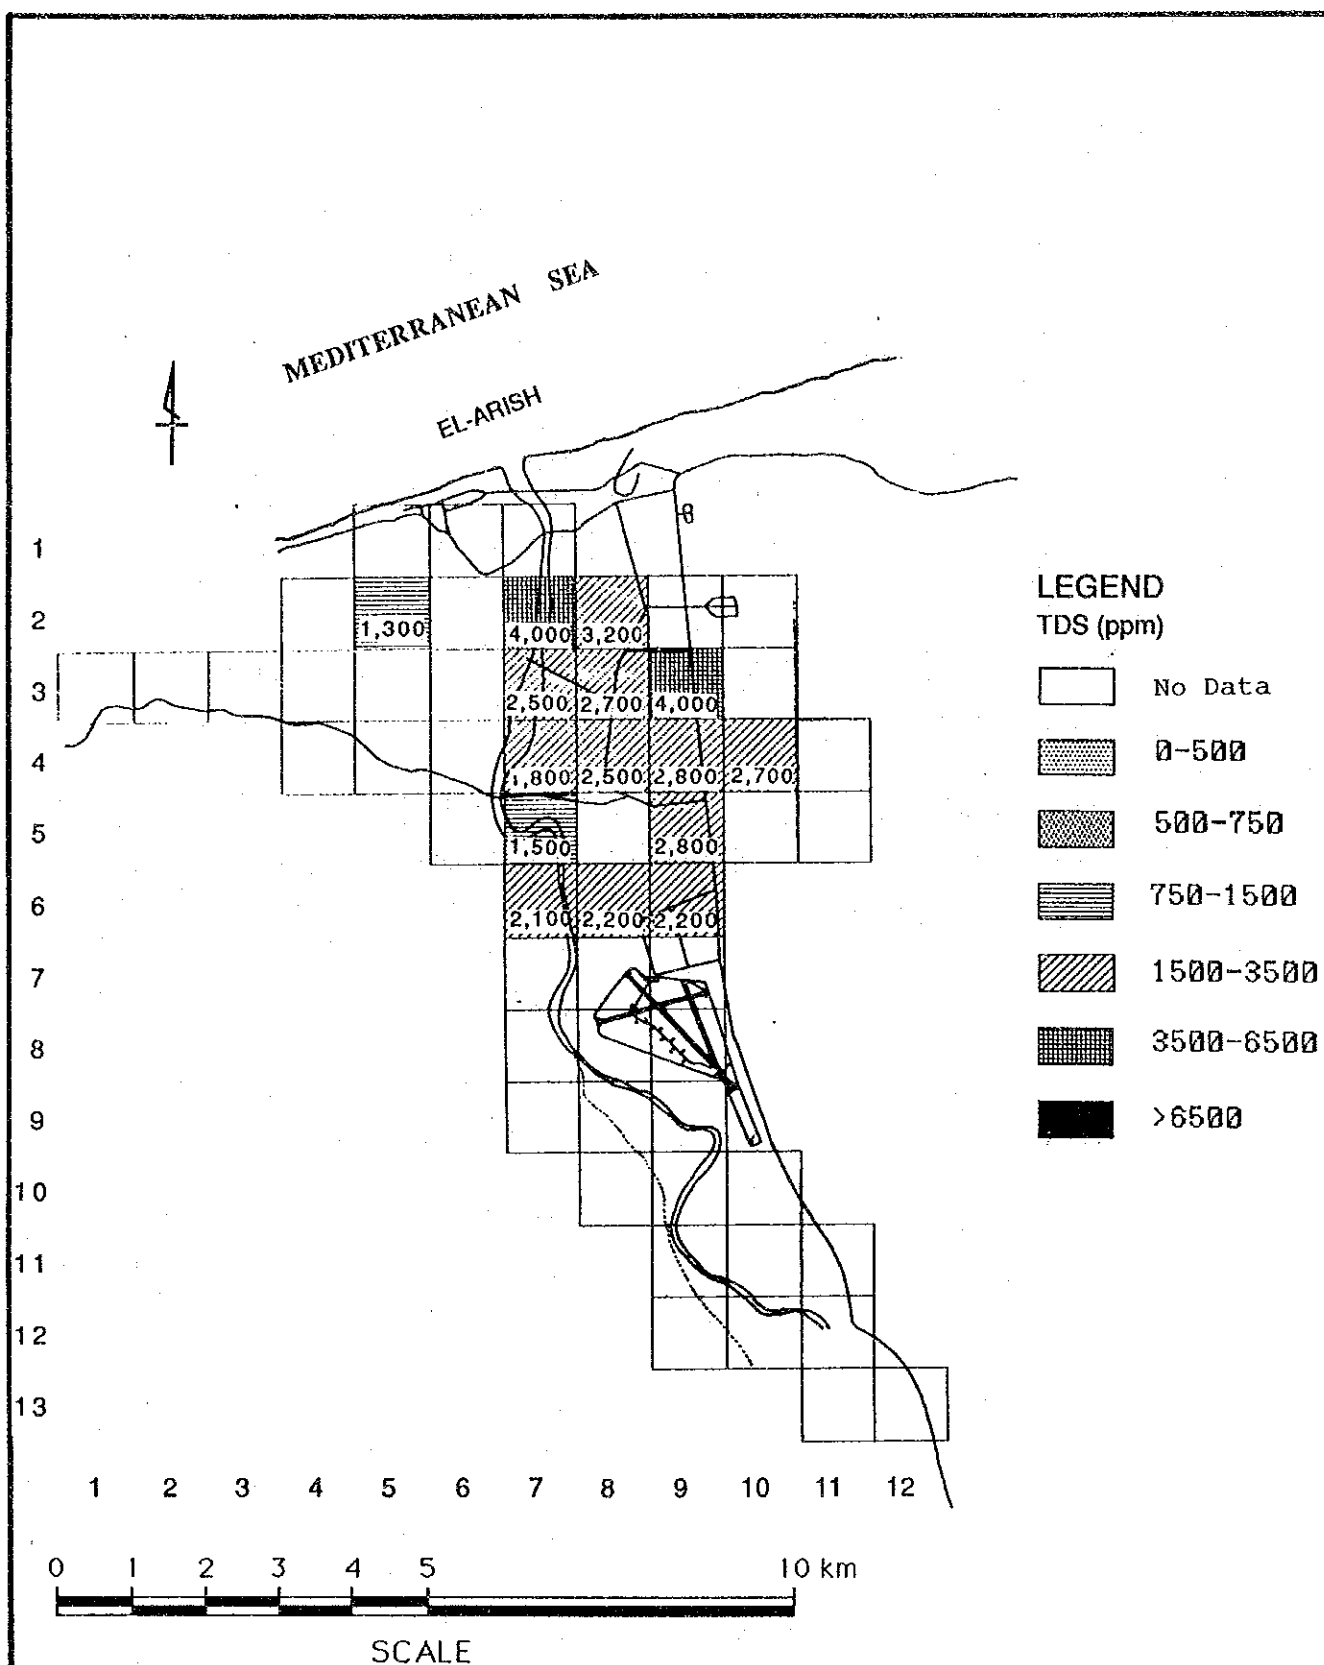 MEDITERRANEAN SEA
EL-ARISH
1
2
3
4
5
6
7
8
9
10
11
12
13
1,300
4,000 3,200
2,500 2,700 4,000
1,800 2,500 2,800 2,700
1,500 2,800
2,100 2,200 2,200
LEGEND
TDS (ppm)
No Data
0-500
500-750
750-1500
1500-3500
3500-6500
>6500
1 2 3 4 5 6 7 8 9 10 11 12
0 1 2 3 4 5 10 km
SCALE